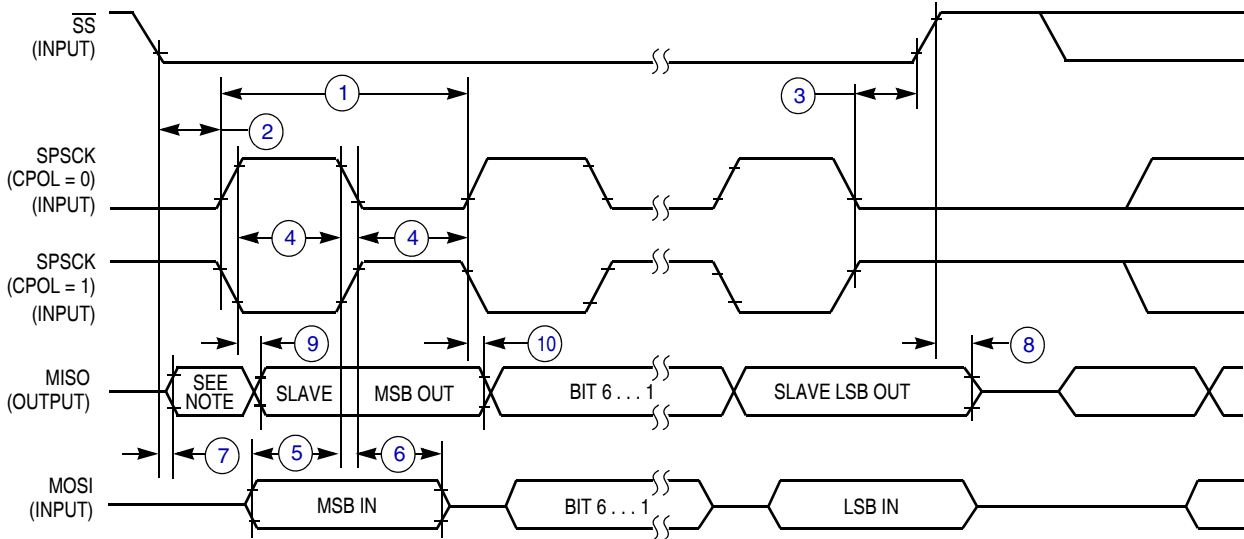 SS
(INPUT)
1
3
2
SPSCK
(CPOL = 0)
(INPUT)
4
4
SPSCK
(CPOL = 1)
(INPUT)
9
10
8
MISO
(OUTPUT)
SEE
NOTE
SLAVE
MSB OUT
BIT 6 . . . 1
SLAVE LSB OUT
7
5
6
MOSI
(INPUT)
MSB IN
BIT 6 . . . 1
LSB IN